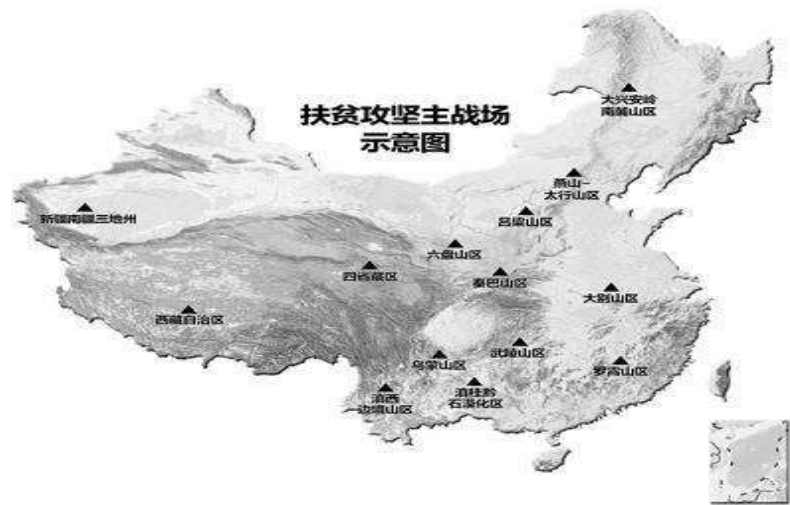 扶贫攻坚主战场
示意图
大兴安岭
南麓山区
燕山-
太行山区
新疆南疆三地州
吕梁山区
六盘山区
四省藏区
秦巴山区
大别山区
西藏自治区
武陵山区
乌蒙山区
罗霄山区
滇西
边境山区
滇桂黔
石漠化区